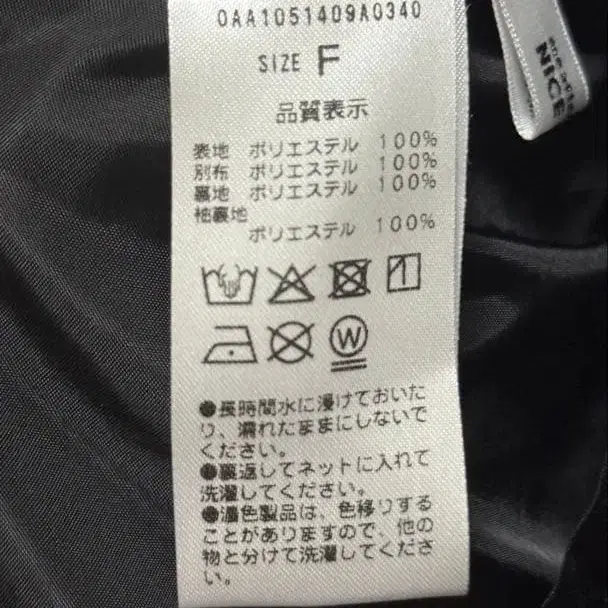 0AA1051409A0340
SIZE F
品質表示
表地 ポリエステル 100%
別布 ポリエステル 100%
裏地 ポリエステル 100%
袖裏地
ポリエステル 100%
W
●長時間水に浸けておいた
り、濡れたままにしないで
ください。
●裏返してネットに入れて
洗濯してください。
●濃色製品は、色移りする
ことがありますので、他の
物と分けて洗濯してくださ
い。
NICE